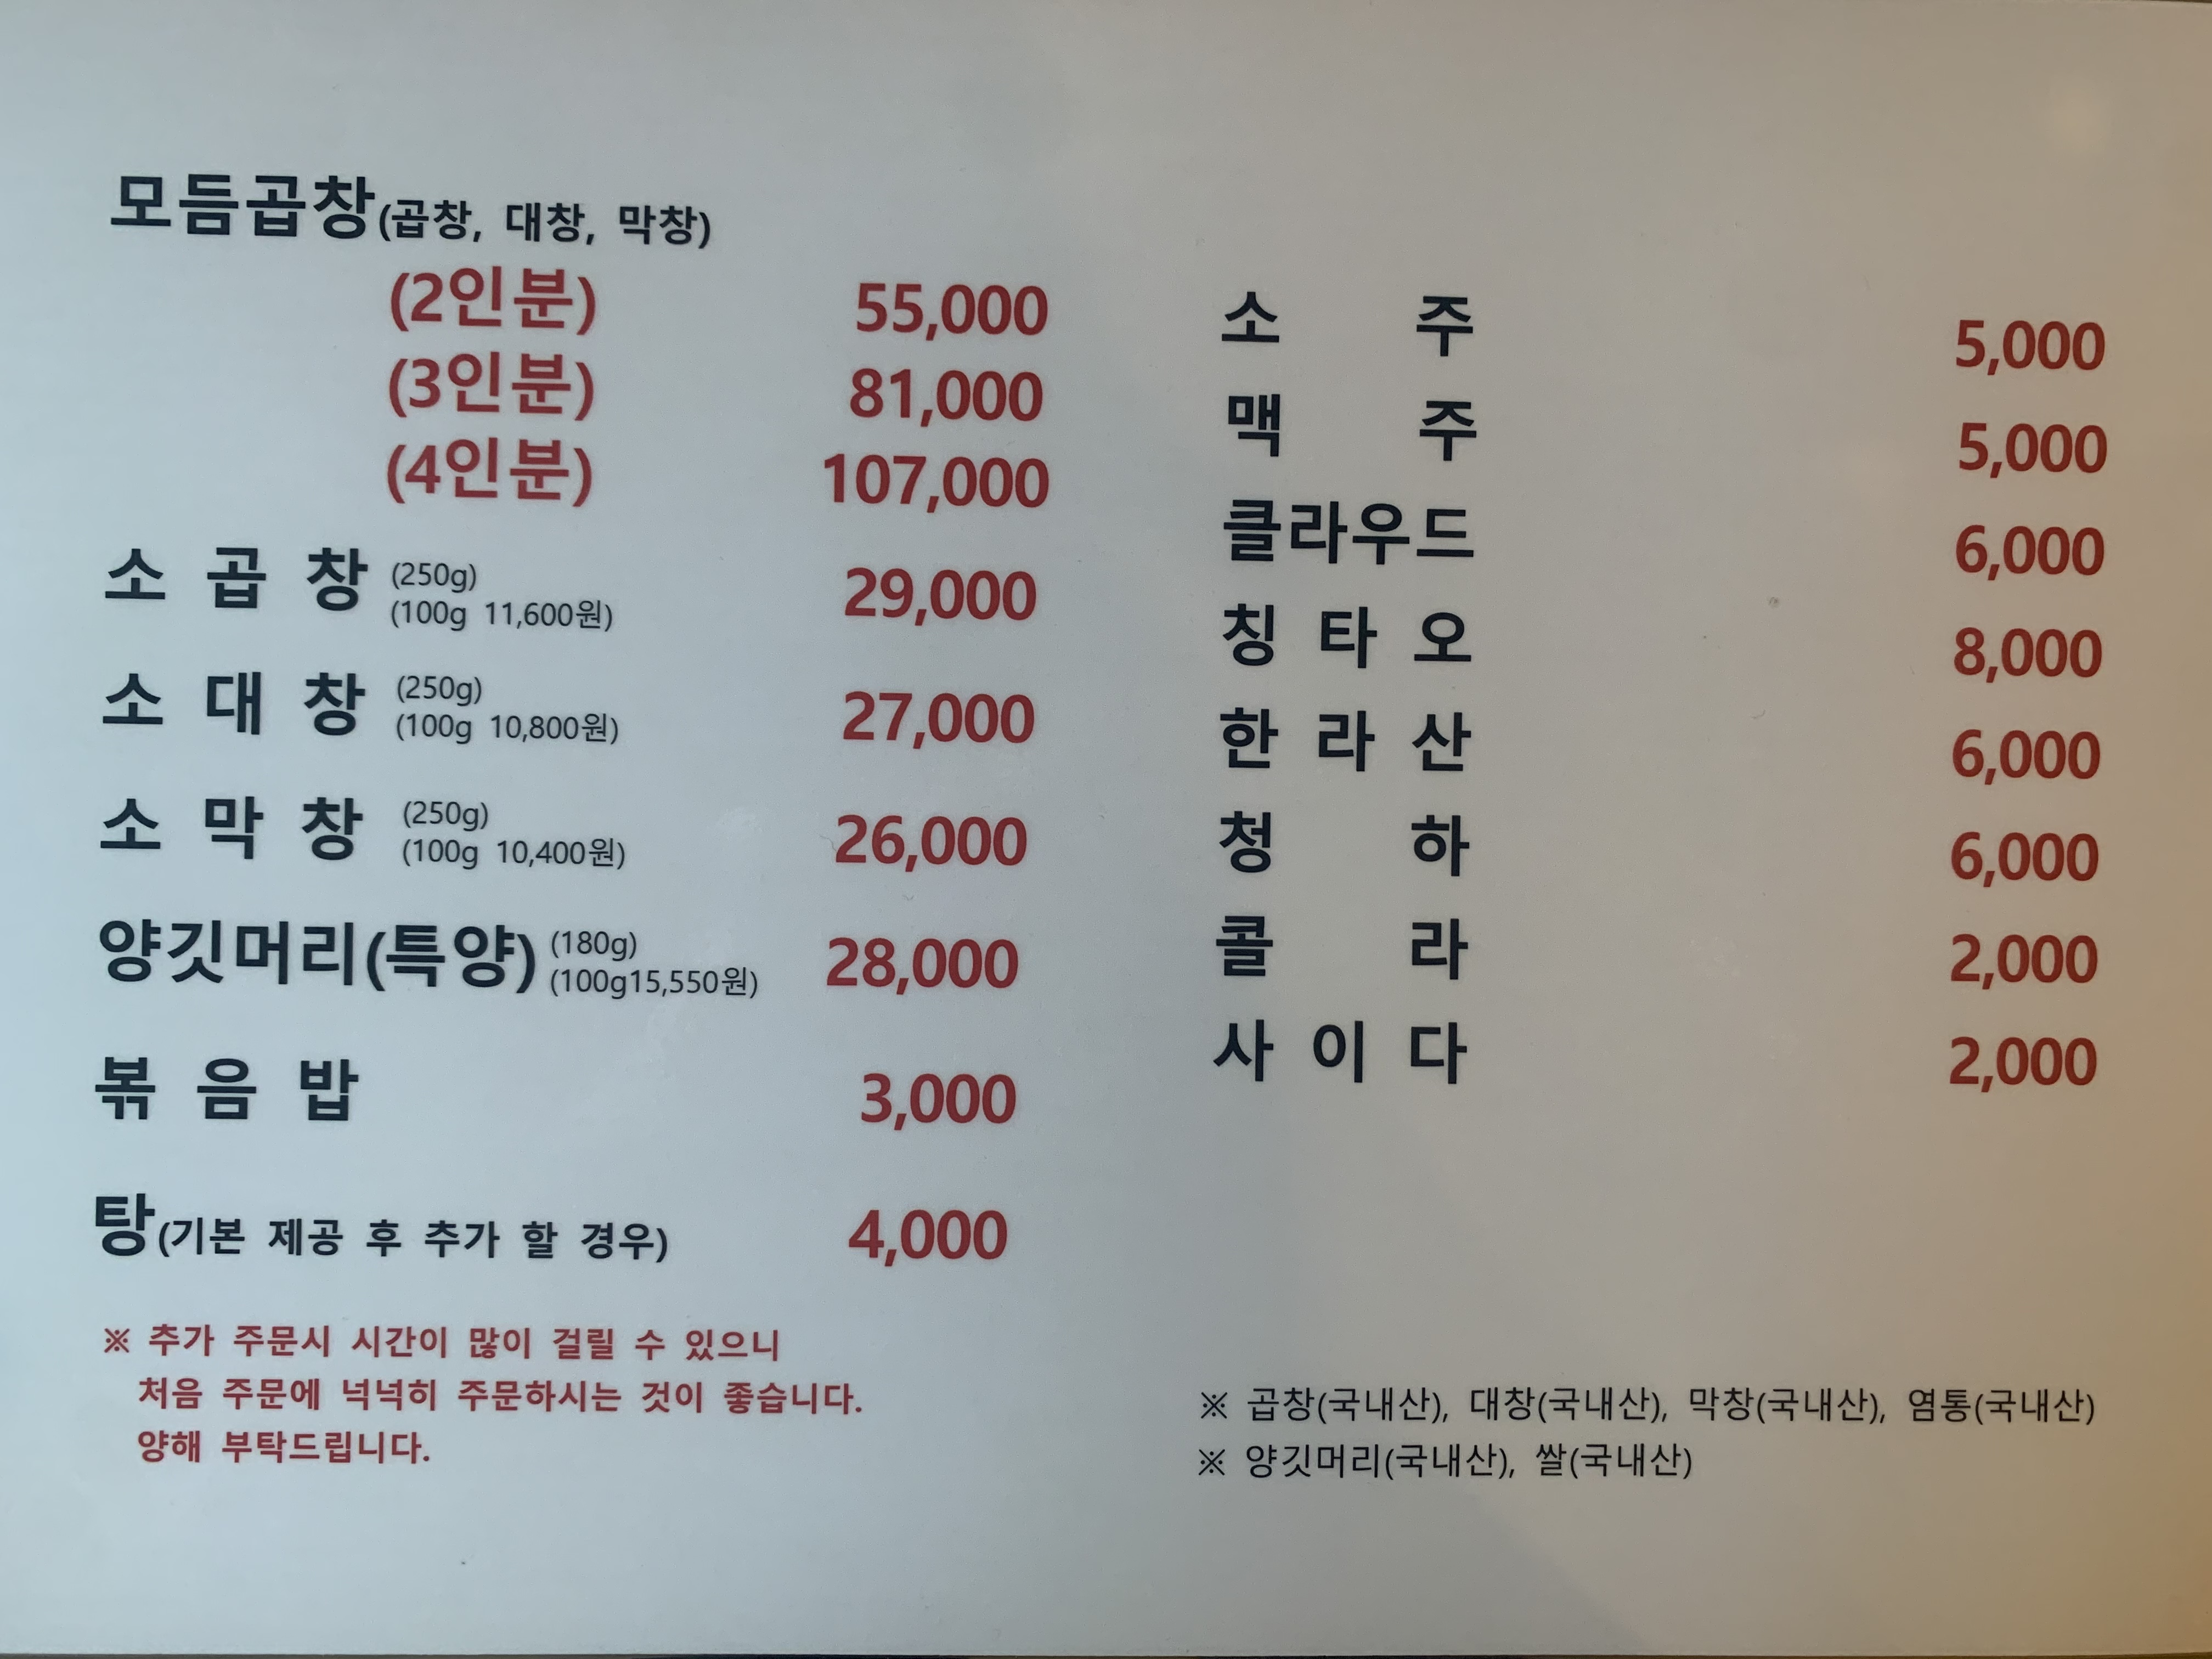 모듬곱창(곱창, 대창, 막창)
(2인분) 55,000
(3인분) 81,000
(4인분) 107,000
소 곱 창 (250g) 29,000
(100g 11,600원)
소 대 창 (250g) 27,000
(100g 10,800원)
소 막 창 (250g) 26,000
(100g 10,400원)
양깃머리(특양) (180g) 28,000
(100g15,550원)
볶 음 밥 3,000
탕(기본 제공 후 추가 할 경우) 4,000
※ 추가 주문시 시간이 많이 걸릴 수 있으니
처음 주문에 넉넉히 주문하시는 것이 좋습니다.
양해 부탁드립니다.
소 주 5,000
맥 주 5,000
클라우드 6,000
칭 타 오 8,000
한 라 산 6,000
청 하 6,000
콜 라 2,000
사 이 다 2,000
※ 곱창(국내산), 대창(국내산), 막창(국내산), 염통(국내산)
※ 양깃머리(국내산), 쌀(국내산)